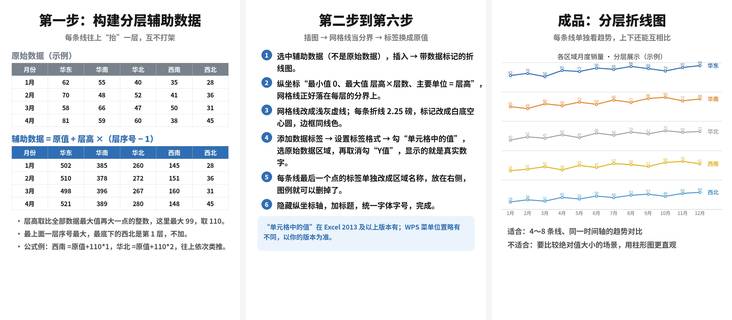 第一步：构建分层辅助数据
每条线往上“抬”一层，互不打架
原始数据（示例）
月份 华东 华南 华北 西南 西北
1月 62 55 40 35 28
2月 70 48 52 41 36
3月 58 66 47 50 31
4月 81 59 60 38 45
辅助数据 = 原值 + 层高 ×（层序号 − 1）
月份 华东 华南 华北 西南 西北
1月 502 385 260 145 28
2月 510 378 272 151 36
3月 498 396 267 160 31
4月 521 389 280 148 45
• 层高取比全部数据最大值再大一点的整数，这里最大 99，取 110。
• 最上面一层序号最大，最底下的西北是第 1 层，不加。
• 公式例：西南 =原值+110*1，华北 =原值+110*2，往上依次类推。
第二步到第六步
插图 → 网格线当分界 → 标签换成原值
1 选中辅助数据（不是原始数据），插入 → 带数据标记的折
线图。
2 纵坐标“最小值 0、最大值 层高×层数、主要单位 = 层高”，
网格线正好落在每层的分界上。
3 网格线改成浅灰虚线；每条折线 2.25 磅，标记改成白底空
心圆，边框同线色。
4 添加数据标签 → 设置标签格式 → 勾“单元格中的值”，
选原始数据区域，再取消勾“Y值”，显示的就是真实数
字。
5 每条线最后一个点的标签单独改成区域名称，放在右侧，
图例就可以删掉了。
6 隐藏纵坐标轴，加标题，统一字体字号，完成。
“单元格中的值”在 Excel 2013 及以上版本有；WPS 菜单位置略有
不同，以你的版本为准。
成品：分层折线图
每条线单独看趋势，上下还能互相比
各区域月度销量 · 分层展示（示例）
华东
华南
华北
西南
西北
1月 2月 3月 4月 5月 6月 7月 8月 9月 10月 11月 12月
适合：4～8 条线、同一时间轴的趋势对比
不适合：要比较绝对值大小的场景，用柱形图更直观